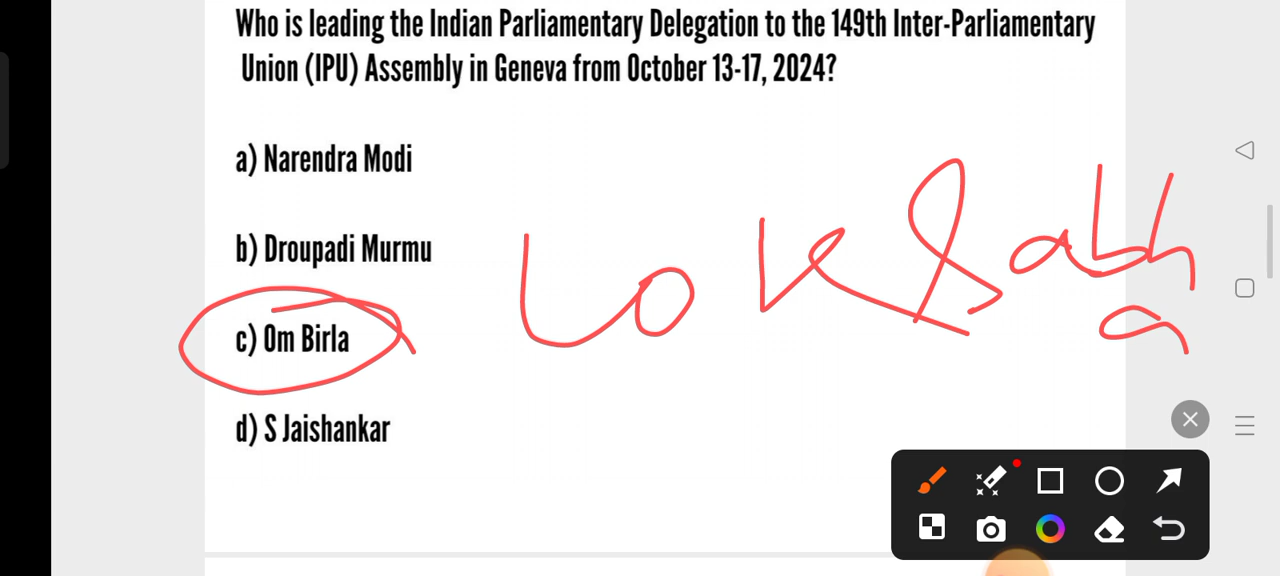 Who is leading the Indian Parliamentary Delegation to the 149th Inter-Parliamentary
Union (IPU) Assembly in Geneva from October 13-17, 2024?
a) Narendra Modi
b) Droupadi Murmu
c) Om Birla
d) S Jaishankar
Lok Sabh
a